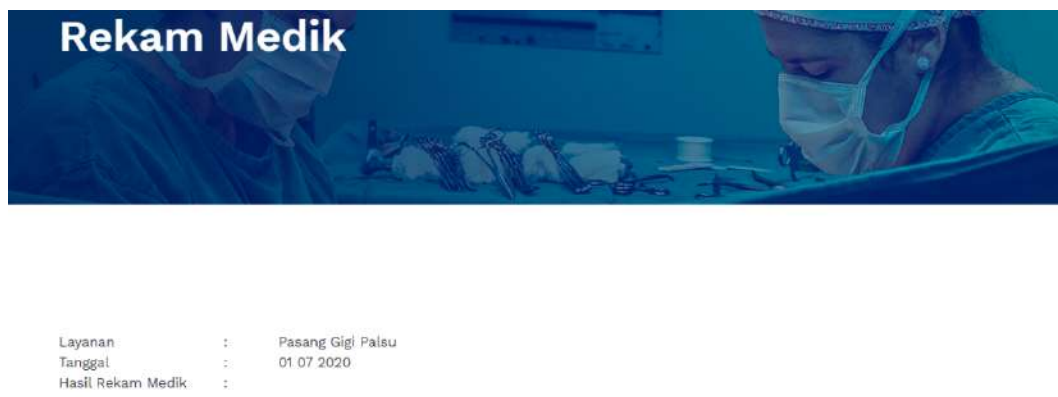 Rekam Medik
Layanan : Pasang Gigi Palsu
Tanggal : 01 07 2020
Hasil Rekam Medik :